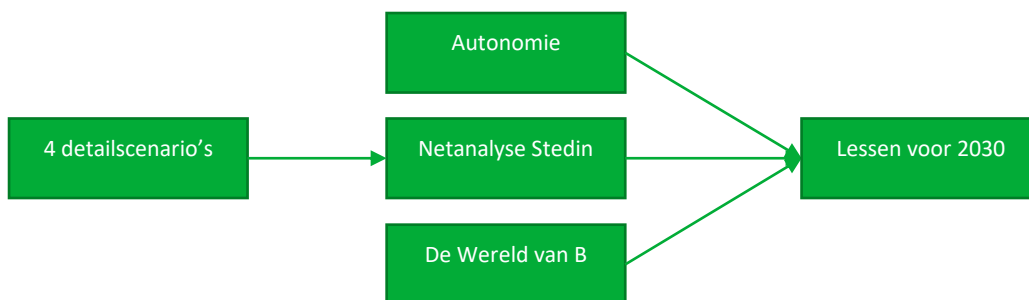 Autonomie
4 detailscenario’s
Netanalyse Stedin
Lessen voor 2030
De Wereld van B